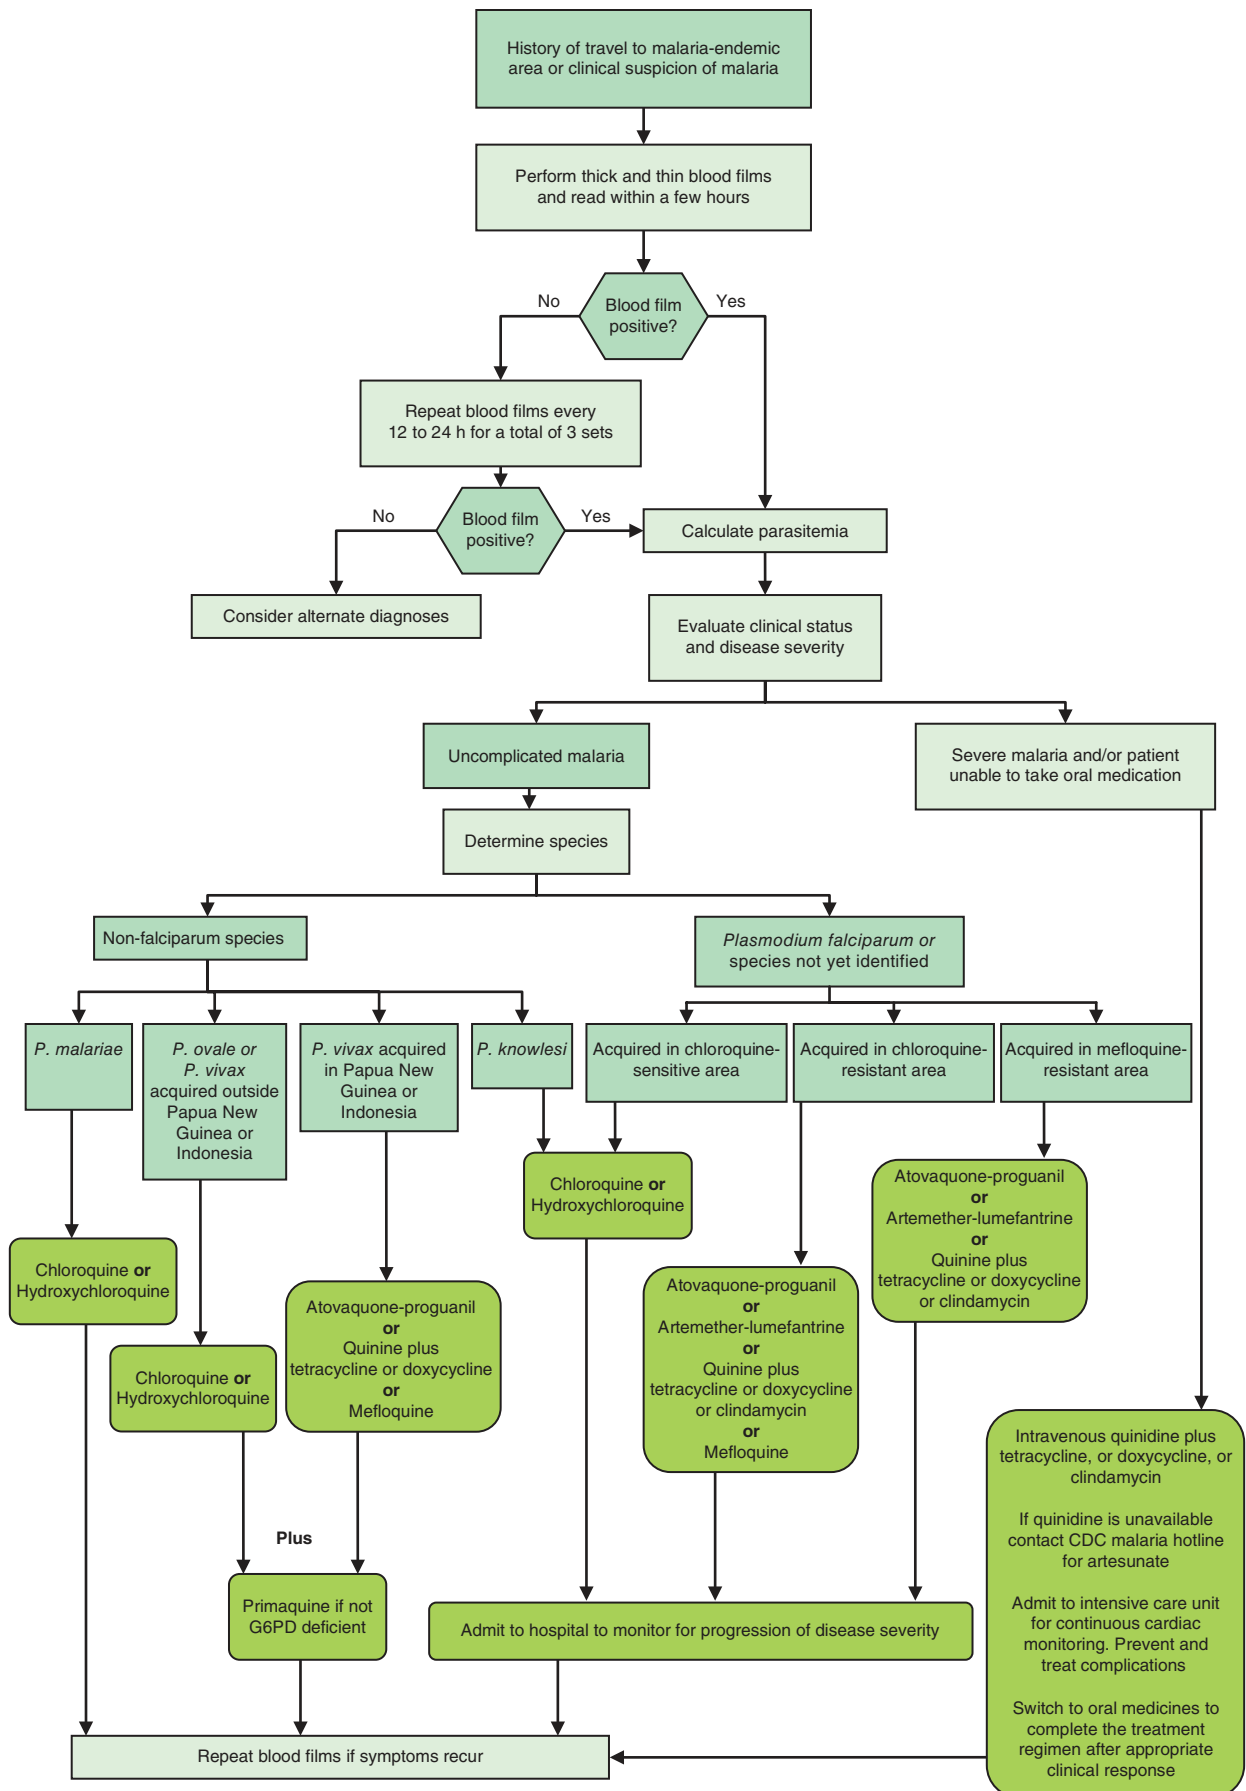 History of travel to malaria-endemic
area or clinical suspicion of malaria
Perform thick and thin blood films
and read within a few hours
Blood film
positive?
No
Yes
Repeat blood films every
12 to 24 h for a total of 3 sets
Blood film
positive?
No
Yes
Calculate parasitemia
Consider alternate diagnoses
Evaluate clinical status
and disease severity
Uncomplicated malaria
Severe malaria and/or patient
unable to take oral medication
Determine species
Non-falciparum species
Plasmodium falciparum or
species not yet identified
P. malariae
P. ovale or
P. vivax
acquired outside
Papua New
Guinea or
Indonesia
P. vivax acquired
in Papua New
Guinea or
Indonesia
P. knowlesi
Acquired in chloroquine-
sensitive area
Acquired in chloroquine-
resistant area
Acquired in mefloquine-
resistant area
Chloroquine or
Hydroxychloroquine
Chloroquine or
Hydroxychloroquine
Atovaquone-proguanil
or
Quinine plus
tetracycline or doxycycline
or
Mefloquine
Chloroquine or
Hydroxychloroquine
Atovaquone-proguanil
or
Artemether-lumefantrine
or
Quinine plus
tetracycline or doxycycline
or clindamycin
or
Mefloquine
Atovaquone-proguanil
or
Artemether-lumefantrine
or
Quinine plus
tetracycline or doxycycline
or clindamycin
Intravenous quinidine plus
tetracycline, or doxycycline, or
clindamycin
If quinidine is unavailable
contact CDC malaria hotline
for artesunate
Admit to intensive care unit
for continuous cardiac
monitoring. Prevent and
treat complications
Switch to oral medicines to
complete the treatment
regimen after appropriate
clinical response
Plus
Primaquine if not
G6PD deficient
Admit to hospital to monitor for progression of disease severity
Repeat blood films if symptoms recur